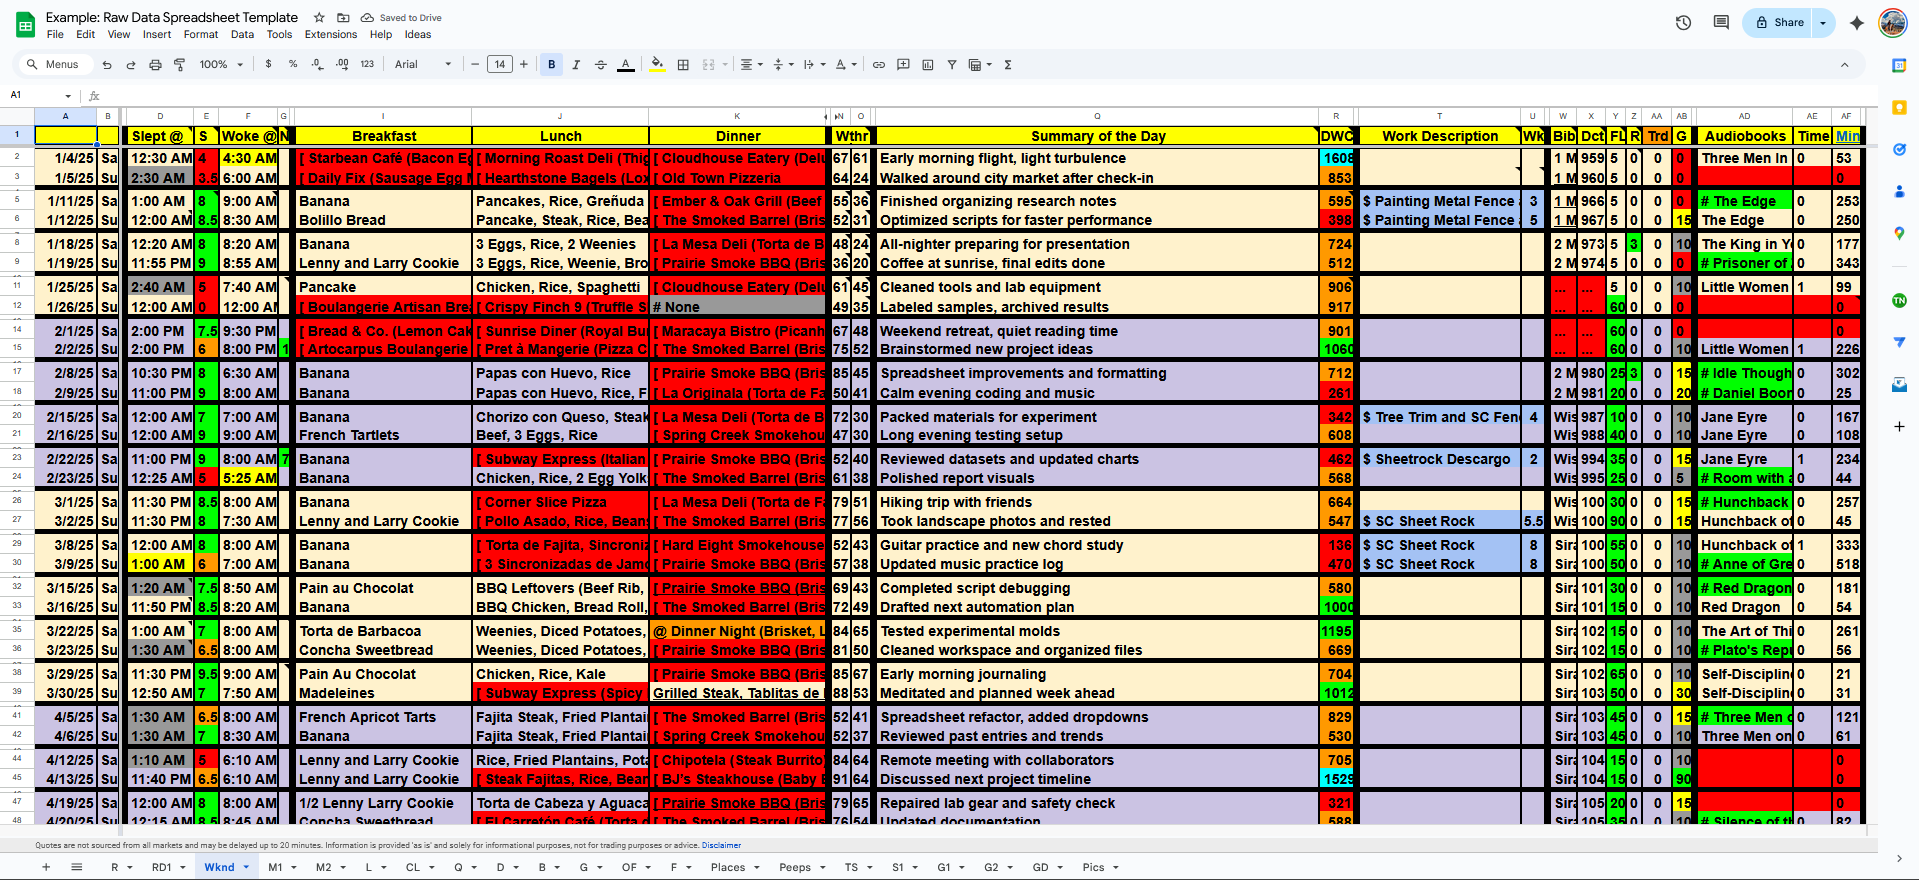 Example: Raw Data Spreadsheet Template Saved to Drive
File Edit View Insert Format Data Tools Extensions Help Ideas
Share
Menus 100% $ % .0 .00 123 Arial 14 B
A1
A B D E F G I J K N O Q R T U W X Z AA AB AD AE AF
1 Slept @ S Woke @ N Breakfast Lunch Dinner Wthr Summary of the Day DWC Work Description Wk Bib Dct FL R Trd G Audiobooks Time Min
2 1/4/25 Sa 12:30 AM 4 4:30 AM [ Starbean Café (Bacon Eg [ Morning Roast Deli (Thig [ Cloudhouse Eatery (Delu 67 61 Early morning flight, light turbulence 1608 1 M 959 5 0 0 0 Three Men In 0 53
3 1/5/25 Su 2:30 AM 3.5 6:00 AM [ Daily Fix (Sausage Egg M [ Hearthstone Bagels (Lox [ Old Town Pizzeria 64 24 Walked around city market after check-in 853 1 M 960 5 0 0 0 0
5 1/11/25 Sa 1:00 AM 8 9:00 AM Banana Pancakes, Rice, Greñuda [ Ember & Oak Grill (Beef 55 36 Finished organizing research notes 595 $ Painting Metal Fence 3 1 M 966 5 0 0 0 # The Edge 0 253
6 1/12/25 Su 12:00 AM 8.5 8:30 AM Bolillo Bread Pancake, Steak, Rice, Bea [ The Smoked Barrel (Bris 52 31 Optimized scripts for faster performance 398 $ Painting Metal Fence 5 1 M 967 5 0 0 15 The Edge 0 250
8 1/18/25 Sa 12:20 AM 8 8:20 AM Banana 3 Eggs, Rice, 2 Weenies [ La Mesa Deli (Torta de B 48 24 All-nighter preparing for presentation 724 2 M 973 5 3 0 10 The King in Y 0 177
9 1/19/25 Su 11:55 PM 9 8:55 AM Lenny and Larry Cookie 3 Eggs, Rice, Weenie, Bro [ Prairie Smoke BBQ (Bris 36 20 Coffee at sunrise, final edits done 512 2 M 974 5 0 0 0 # Prisoner of 0 343
11 1/25/25 Sa 2:40 AM 5 7:40 AM Pancake Chicken, Rice, Spaghetti [ Cloudhouse Eatery (Delu 61 45 Cleaned tools and lab equipment 906 ... ... 5 0 0 10 Little Women 1 99
12 1/26/25 Su 12:00 AM 0 12:00 A [ Boulangerie Artisan Brea [ Crispy Finch 9 (Truffle S # None 49 35 Labeled samples, archived results 917 ... ... 60 0 0 0 0
14 2/1/25 Sa 2:00 PM 7.5 9:30 PM [ Bread & Co. (Lemon Cak [ Sunrise Diner (Royal Bu [ Maracaya Bistro (Picanh 67 48 Weekend retreat, quiet reading time 901 ... ... 60 0 0 0 0
15 2/2/25 Su 2:00 PM 6 8:00 PM 1 [ Artocarpus Boulangerie [ Pret à Mangerie (Pizza C [ The Smoked Barrel (Bris 75 52 Brainstormed new project ideas 1060 ... ... 60 0 0 10 Little Women 1 226
17 2/8/25 Sa 10:30 PM 8 6:30 AM Banana Papas con Huevo, Rice [ Prairie Smoke BBQ (Bris 85 45 Spreadsheet improvements and formatting 712 2 M 980 25 3 0 15 # Idle Though 0 302
18 2/9/25 Su 11:00 PM 9 8:00 AM Banana Papas con Huevo, Rice, F [ La Originala (Torta de Fa 50 41 Calm evening coding and music 261 2 M 981 20 0 0 20 # Daniel Boor 0 25
20 2/15/25 Sa 12:00 AM 7 7:00 AM Banana Chorizo con Queso, Steak [ La Mesa Deli (Torta de B 72 30 Packed materials for experiment 342 $ Tree Trim and SC Fen 4 Wis 987 10 0 0 10 Jane Eyre 0 167
21 2/16/25 Su 12:00 AM 9 9:00 AM French Tartlets Beef, 3 Eggs, Rice [ Spring Creek Smokehou 47 30 Long evening testing setup 608 Wis 988 40 0 0 10 Jane Eyre 0 108
23 2/22/25 Sa 11:00 PM 9 8:00 AM 7 Banana [ Subway Express (Italian [ Prairie Smoke BBQ (Bris 52 40 Reviewed datasets and updated charts 462 $ Sheetrock Descargo 2 Wis 994 35 0 0 15 Jane Eyre 1 234
24 2/23/25 Su 12:25 AM 5 5:25 AM Banana Chicken, Rice, 2 Egg Yolk [ Prairie Smoke BBQ (Bris 61 38 Polished report visuals 568 Wis 995 25 0 0 5 # Room with a 0 44
26 3/1/25 Sa 11:30 PM 8.5 8:00 AM Banana [ Corner Slice Pizza [ La Mesa Deli (Torta de Fa 79 51 Hiking trip with friends 664 Wis 100 30 0 0 15 # Hunchback 0 257
27 3/2/25 Su 11:30 PM 8 7:30 AM Lenny and Larry Cookie [ Pollo Asado, Rice, Bean [ The Smoked Barrel (Bris 77 56 Took landscape photos and rested 547 $ SC Sheet Rock 5.5 Wis 100 90 0 0 15 Hunchback of 0 45
29 3/8/25 Sa 12:00 AM 8 8:00 AM Banana [ Torta de Fajita, Sincroniz [ Hard Eight Smokehouse 52 43 Guitar practice and new chord study 136 $ SC Sheet Rock 8 Sira 100 55 0 0 10 Hunchback of 1 333
30 3/9/25 Su 1:00 AM 6 7:00 AM Banana [ 3 Sincronizadas de Jamo [ Prairie Smoke BBQ (Bris 57 38 Updated music practice log 470 $ SC Sheet Rock 8 Sira 100 50 0 0 10 # Anne of Gre 0 518
32 3/15/25 Sa 1:20 AM 7.5 8:50 AM Pain au Chocolat BBQ Leftovers (Beef Rib, [ Prairie Smoke BBQ (Bris 69 43 Completed script debugging 580 Sira 101 30 0 0 10 # Red Dragon 0 181
33 3/16/25 Su 11:50 PM 8.5 8:20 AM Banana BBQ Chicken, Bread Roll, [ The Smoked Barrel (Bris 72 49 Drafted next automation plan 1000 Sira 101 15 0 0 10 Red Dragon 0 54
35 3/22/25 Sa 1:00 AM 7 8:00 AM Torta de Barbacoa Weenies, Diced Potatoes, @ Dinner Night (Brisket, L 84 65 Tested experimental molds 1195 Sira 102 15 0 0 10 The Art of Thi 0 261
36 3/23/25 Su 1:30 AM 6.5 8:00 AM Concha Sweetbread Weenies, Diced Potatoes, [ Prairie Smoke BBQ (Bris 81 50 Cleaned workspace and organized files 669 Sira 102 15 0 0 10 # Plato's Rep 0 56
38 3/29/25 Sa 11:30 PM 9.5 9:00 AM Pain Au Chocolat Chicken, Rice, Kale [ Prairie Smoke BBQ (Bris 85 67 Early morning journaling 704 Sira 102 65 0 0 10 Self-Disciplin 0 21
39 3/30/25 Su 12:50 AM 7 7:50 AM Madeleines [ Subway Express (Spicy Grilled Steak, Tablitas de 88 53 Meditated and planned week ahead 1012 Sira 103 50 0 0 30 Self-Disciplin 0 31
41 4/5/25 Sa 1:30 AM 6.5 8:00 AM French Apricot Tarts Fajita Steak, Fried Plantai [ The Smoked Barrel (Bris 52 41 Spreadsheet refactor, added dropdowns 829 Sira 103 45 0 0 15 # Three Men o 0 121
42 4/6/25 Su 1:30 AM 7 8:30 AM Banana Fajita Steak, Fried Plantai [ Spring Creek Smokehou 52 37 Reviewed past entries and trends 530 Sira 103 45 0 0 10 Three Men on 0 61
44 4/12/25 Sa 1:10 AM 5 6:10 AM Lenny and Larry Cookie Rice, Fried Plantains, Pota [ Chipotela (Steak Burrito) 84 64 Remote meeting with collaborators 705 Sira 104 15 0 0 10 0
45 4/13/25 Su 11:40 PM 6.5 6:10 AM Lenny and Larry Cookie [ Steak Fajitas, Rice, Bean [ BJ's Steakhouse (Baby B 91 64 Discussed next project timeline 1529 Sira 104 15 0 0 90 0
47 4/19/25 Sa 12:00 AM 8 8:00 AM 1/2 Lenny Larry Cookie Torta de Cabeza y Aguaca [ Prairie Smoke BBQ (Bris 79 65 Repaired lab gear and safety check 321 Sira 105 20 0 0 15 0
48 4/20/25 Su 12:15 AM 8.5 8:45 AM Concha Sweetbread [ El Carretón Café (Torta [ The Smoked Barrel (Bris 76 54 Updated documentation 588 Sira 105 35 0 0 10 # Silence of th 0 82
Quotes are not sourced from all markets and may be delayed up to 20 minutes. Information is provided 'as is' and solely for informational purposes, not for trading purposes or advice. Disclaimer
R RD1 Wknd M1 M2 L CL Q D B G OF F Places Peeps TS S1 G1 G2 GD Pics